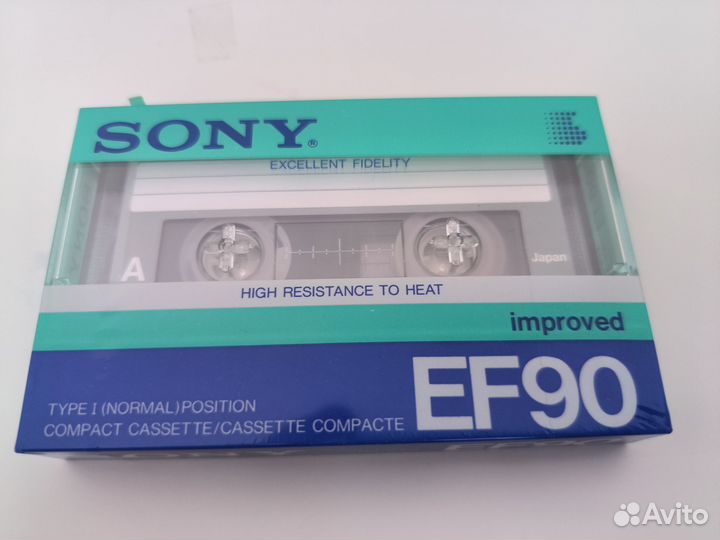 SONY®
EXCELLENT FIDELITY
A
Japan
HIGH RESISTANCE TO HEAT
improved
TYPE I (NORMAL) POSITION
EF90
COMPACT CASSETTE/CASSETTE COMPACTE
Avito